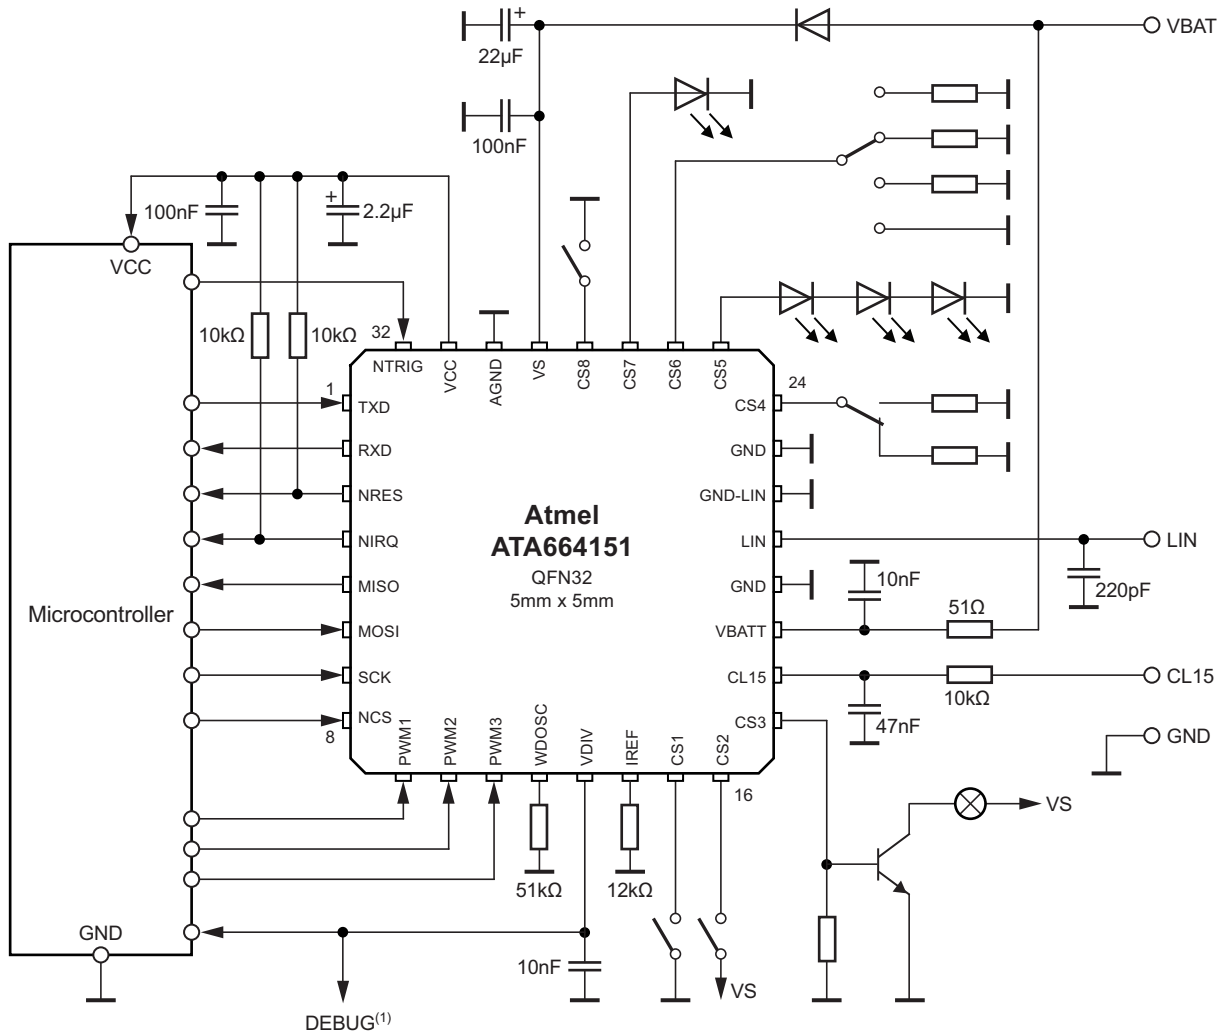 +
VBAT
22µF
100nF
100nF
+
2.2µF
VCC
10kΩ
10kΩ
32
NTRIG
VCC
AGND
VS
CS8
CS7
CS6
CS5
24
1
TXD
CS4
RXD
GND
NRES
GND-LIN
Atmel
ATA664151
QFN32
5mm x 5mm
NIRQ
LIN
LIN
MISO
GND
10nF
220pF
Microcontroller
MOSI
VBATT
51Ω
SCK
CL15
10kΩ
CL15
NCS
8
CS3
47nF
GND
PWM1
PWM2
PWM3
WDOSC
VDIV
IREF
CS1
CS2
16
VS
51kΩ
12kΩ
GND
10nF
VS
DEBUG(1)